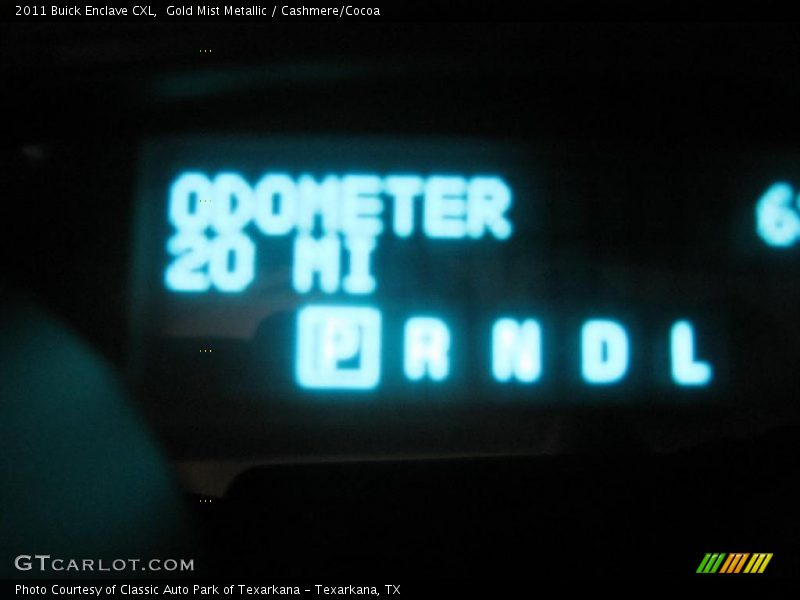 2011 Buick Enclave CXL,  Gold Mist Metallic / Cashmere/Cocoa
ODOMETER
20 MI
P R N D L
GTCARLOT.COM
Photo Courtesy of Classic Auto Park of Texarkana - Texarkana, TX